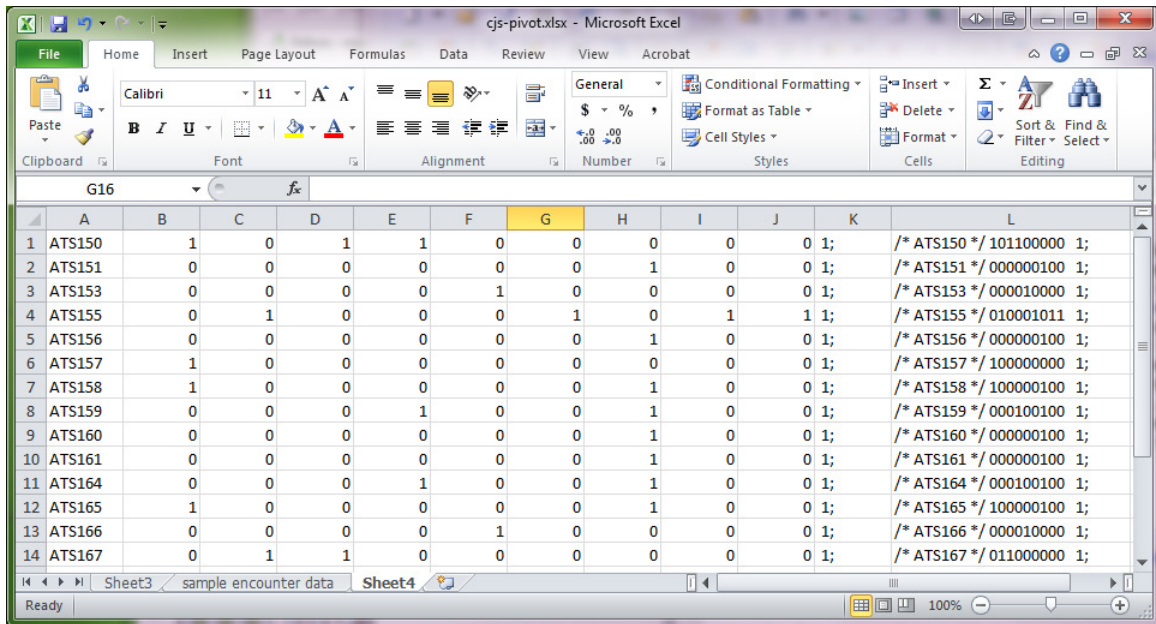 cjs-pivot.xlsx - Microsoft Excel
File Home Insert Page Layout Formulas Data Review View Acrobat
Paste
Clipboard
Calibri 11 A A
B I U A
Font
Alignment
General
$ % ,
.0 .00
.00 .0
Number
Conditional Formatting
Format as Table
Cell Styles
Styles
Insert
Delete
Format
Cells
Σ
Sort & Filter
Find & Select
Editing
G16 fx
A B C D E F G H I J K L
1 ATS150 1 0 1 1 0 0 0 0 0 1; /* ATS150 */ 101100000 1;
2 ATS151 0 0 0 0 0 0 1 0 0 1; /* ATS151 */ 000000100 1;
3 ATS153 0 0 0 0 1 0 0 0 0 1; /* ATS153 */ 000010000 1;
4 ATS155 0 1 0 0 0 1 0 1 1 1; /* ATS155 */ 010001011 1;
5 ATS156 0 0 0 0 0 0 1 0 0 1; /* ATS156 */ 000000100 1;
6 ATS157 1 0 0 0 0 0 0 0 0 1; /* ATS157 */ 100000000 1;
7 ATS158 1 0 0 0 0 0 1 0 0 1; /* ATS158 */ 100000100 1;
8 ATS159 0 0 0 1 0 0 1 0 0 1; /* ATS159 */ 000100100 1;
9 ATS160 0 0 0 0 0 0 1 0 0 1; /* ATS160 */ 000000100 1;
10 ATS161 0 0 0 0 0 0 1 0 0 1; /* ATS161 */ 000000100 1;
11 ATS164 0 0 0 1 0 0 1 0 0 1; /* ATS164 */ 000100100 1;
12 ATS165 1 0 0 0 0 0 1 0 0 1; /* ATS165 */ 100000100 1;
13 ATS166 0 0 0 0 1 0 0 0 0 1; /* ATS166 */ 000010000 1;
14 ATS167 0 1 1 0 0 0 0 0 0 1; /* ATS167 */ 011000000 1;
Sheet3 sample encounter data Sheet4
Ready 100%